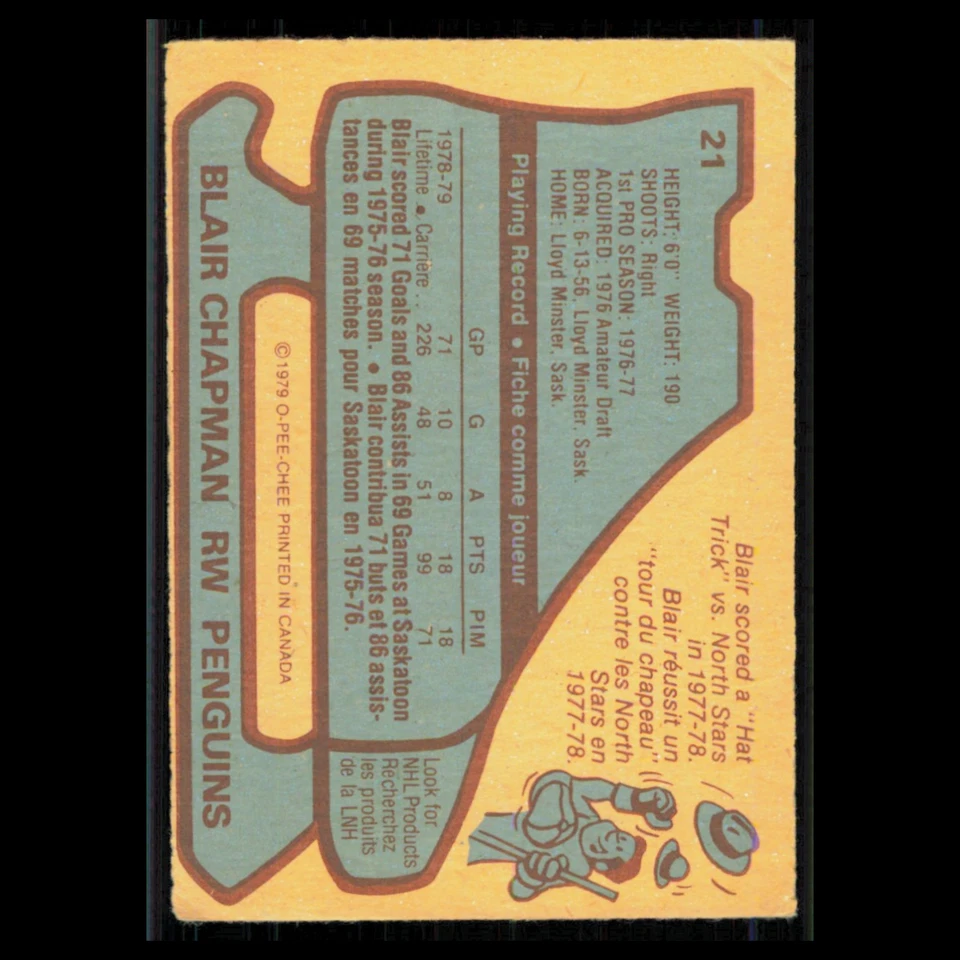 21
HEIGHT: 6'0" WEIGHT: 190
SHOOTS: Right
1st PRO SEASON: 1976-77
ACQUIRED: 1976 Amateur Draft
BORN: 6-13-56, Lloyd Minster, Sask.
HOME: Lloyd Minster, Sask.
Blair scored a "Hat
Trick" vs. North Stars
in 1977-78.
Blair réussit un
"tour du chapeau"
contre les North
Stars en
1977-78.
Playing Record • Fiche comme joueur
GP G A PTS PIM
1978-79 71 10 8 18 18
Lifetime • Carrière .. 226 48 51 99 71
Blair scored 71 Goals and 86 Assists in 69 Games at Saskatoon
during 1975-76 season. • Blair contribua 71 buts et 86 assis-
tances en 69 matches pour Saskatoon en 1975-76.
Look for
NHL Products
Recherchez
les produits
de la LNH
©1979 O-PEE-CHEE PRINTED IN CANADA
BLAIR CHAPMAN RW PENGUINS